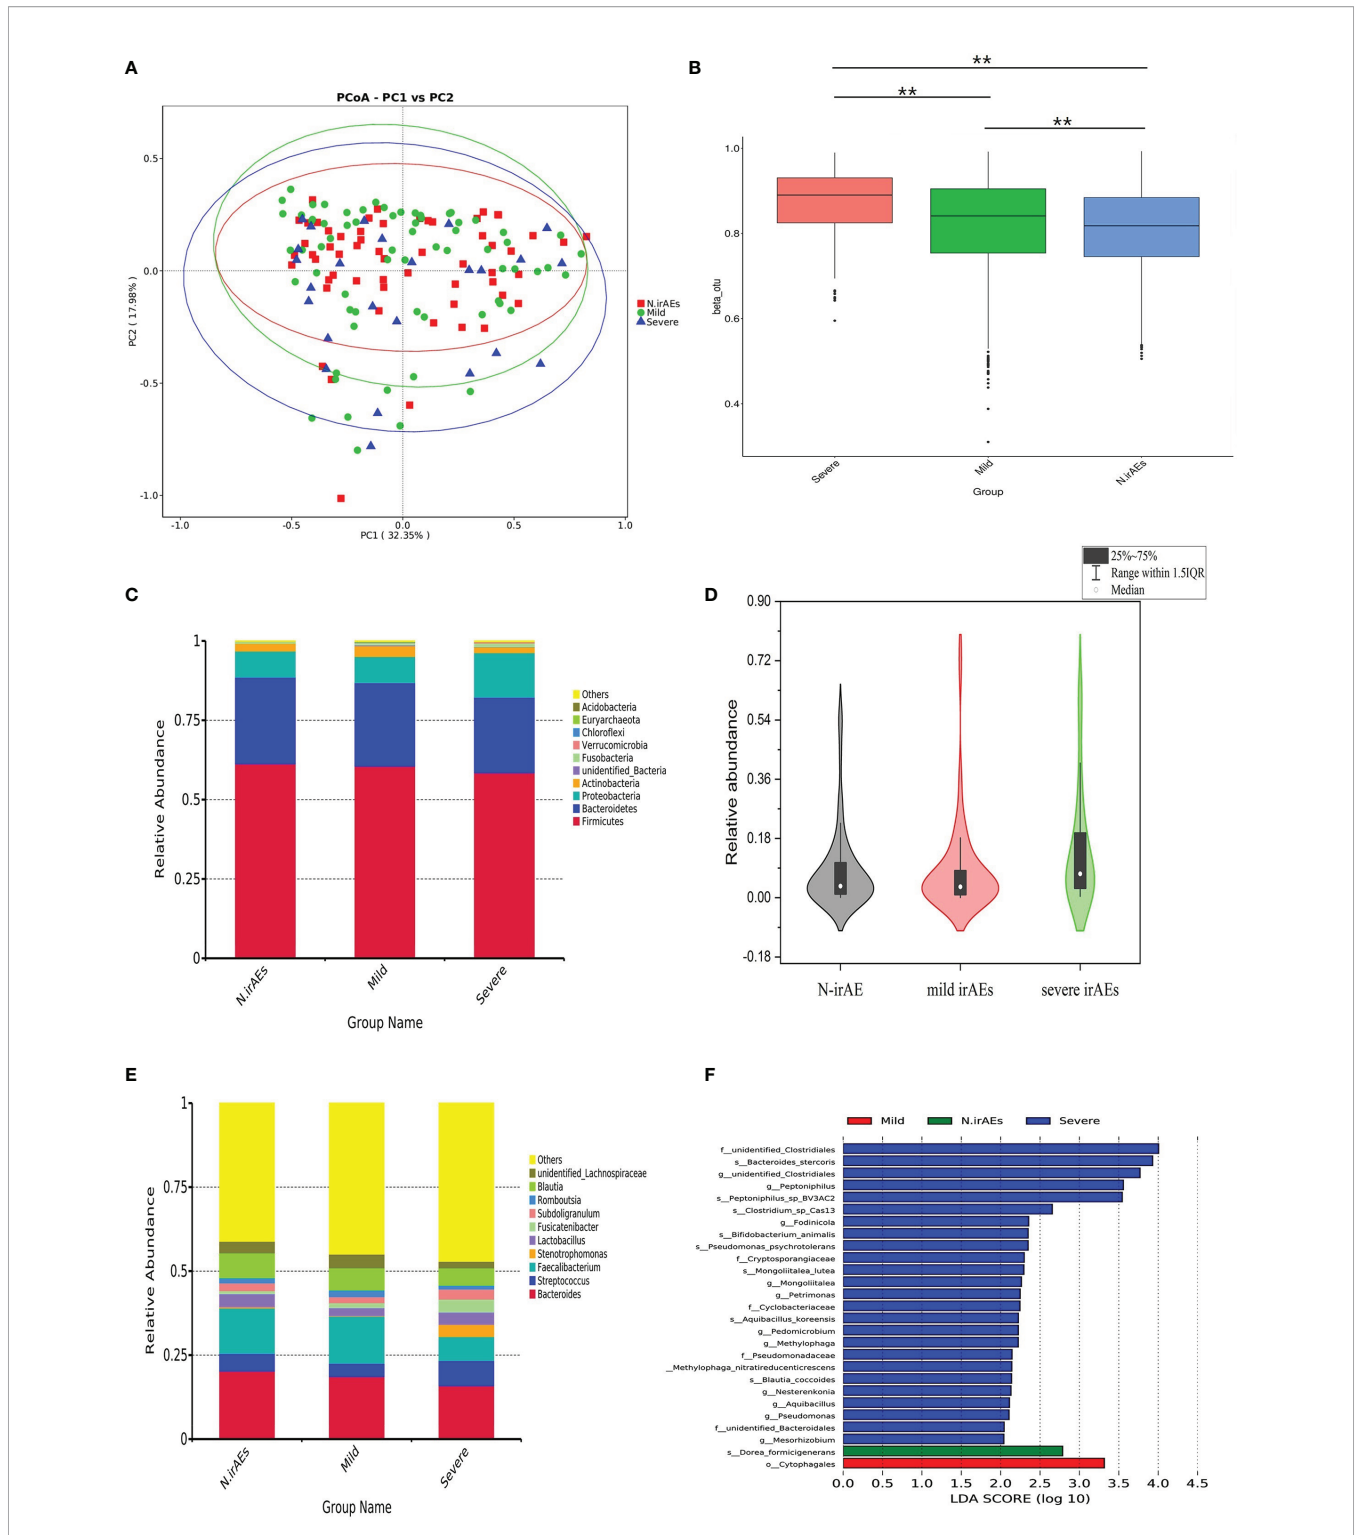 A
PCoA - PC1 vs PC2
0.5
0.0
-0.5
-1.0
-1.0 -0.5 0.0 0.5 1.0
PC1 ( 32.35% )
PC2 ( 17.98% )
N.irAEs
Mild
Severe
B
**
**
**
1.0
0.8
0.6
0.4
beta_otu
Severe Mild N.irAEs
Group
C
1
0.75
0.5
0.25
0
Relative Abundance
N.irAEs Mild Severe
Group Name
Others
Acidobacteria
Euryarchaeota
Chloroflexi
Verrucomicrobia
Fusobacteria
unidentified_Bacteria
Actinobacteria
Proteobacteria
Bacteroidetes
Firmicutes
D
25%~75%
Range within 1.5IQR
Median
0.90
0.72
0.54
0.36
0.18
0.00
-0.18
Relative abundance
N-irAE mild irAEs severe irAEs
E
1
0.75
0.5
0.25
0
Relative Abundance
N.irAEs Mild Severe
Group Name
Others
unidentified_Lachnospiraceae
Blautia
Romboutsia
Subdoligranulum
Fusicatenibacter
Lactobacillus
Stenotrophomonas
Faecalibacterium
Streptococcus
Bacteroides
F
Mild N.irAEs Severe
f__unidentified_Clostridiales
s__Bacteroides_stercoris
g__unidentified_Clostridiales
g__Peptoniphilus
s__Peptoniphilus_sp_BV3AC2
s__Clostridium_sp_Cas13
g__Fodinicola
s__Bifidobacterium_animalis
s__Pseudomonas_psychrotolerans
f__Cryptosporangiaceae
s__Mongoliitalea_lutea
g__Mongoliitalea
g__Petrimonas
f__Cyclobacteriaceae
s__Aquibacillus_koreensis
g__Pedomicrobium
g__Methylophaga
f__Pseudomonadaceae
__Methylophaga_nitratireducenticrescens
s__Blautia_coccoides
g__Nesterenkonia
g__Aquibacillus
g__Pseudomonas
f__unidentified_Bacteroidales
g__Mesorhizobium
s__Dorea_formicigenerans
o__Cytophagales
0.0 0.5 1.0 1.5 2.0 2.5 3.0 3.5 4.0 4.5
LDA SCORE (log 10)